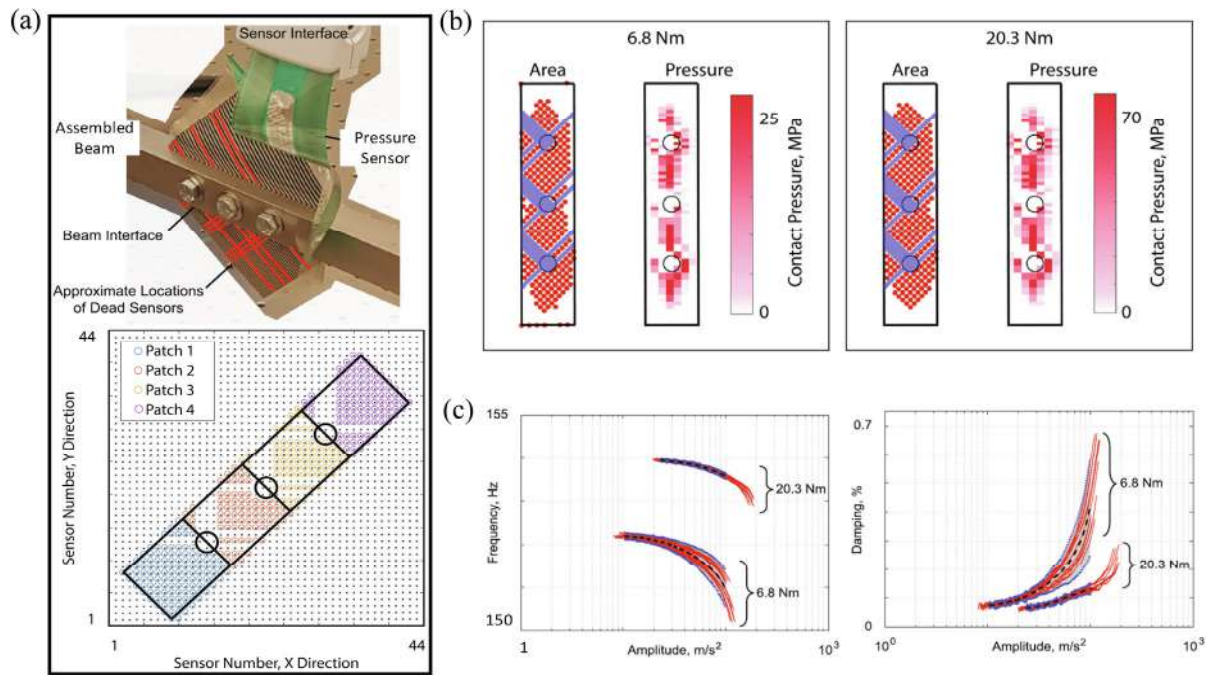 (a)
Sensor Interface
Assembled
Beam
Pressure
Sensor
Beam Interface
Approximate Locations
of Dead Sensors
44
Patch 1
Patch 2
Patch 3
Patch 4
Sensor Number, Y Direction
1
1
44
Sensor Number, X Direction
(b)
6.8 Nm
Area
Pressure
25
0
Contact Pressure, MPa
20.3 Nm
Area
Pressure
70
0
Contact Pressure, MPa
(c)
155
Frequency, Hz
150
20.3 Nm
6.8 Nm
1
Amplitude, m/s²
10³
0.7
Damping, %
0
6.8 Nm
20.3 Nm
10⁰
Amplitude, m/s²
10³